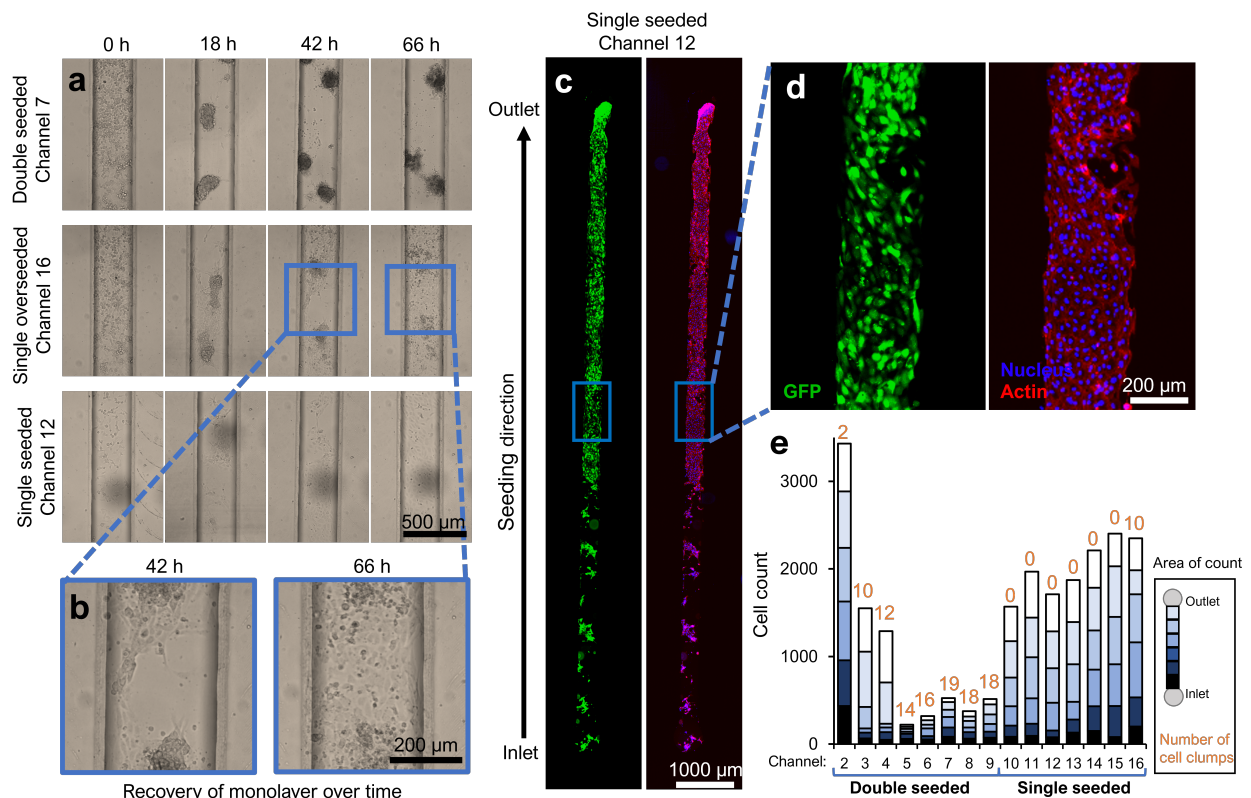 Single seeded
Channel 12
0 h
18 h
42 h
66 h
a
Double seeded
Channel 7
Single overseeded
Channel 16
Single seeded
Channel 12
500 µm
42 h
66 h
b
200 µm
Recovery of monolayer over time
c
Outlet
Seeding direction
Inlet
1000 µm
d
GFP
Nucleus
Actin
200 µm
e
Cell count
3000
2000
1000
0
2
10
12
14
16
19
18
18
0
0
0
0
0
0
10
Channel: 2 3 4 5 6 7 8 9 10 11 12 13 14 15 16
Double seeded
Single seeded
Area of count
Outlet
Inlet
Number of
cell clumps